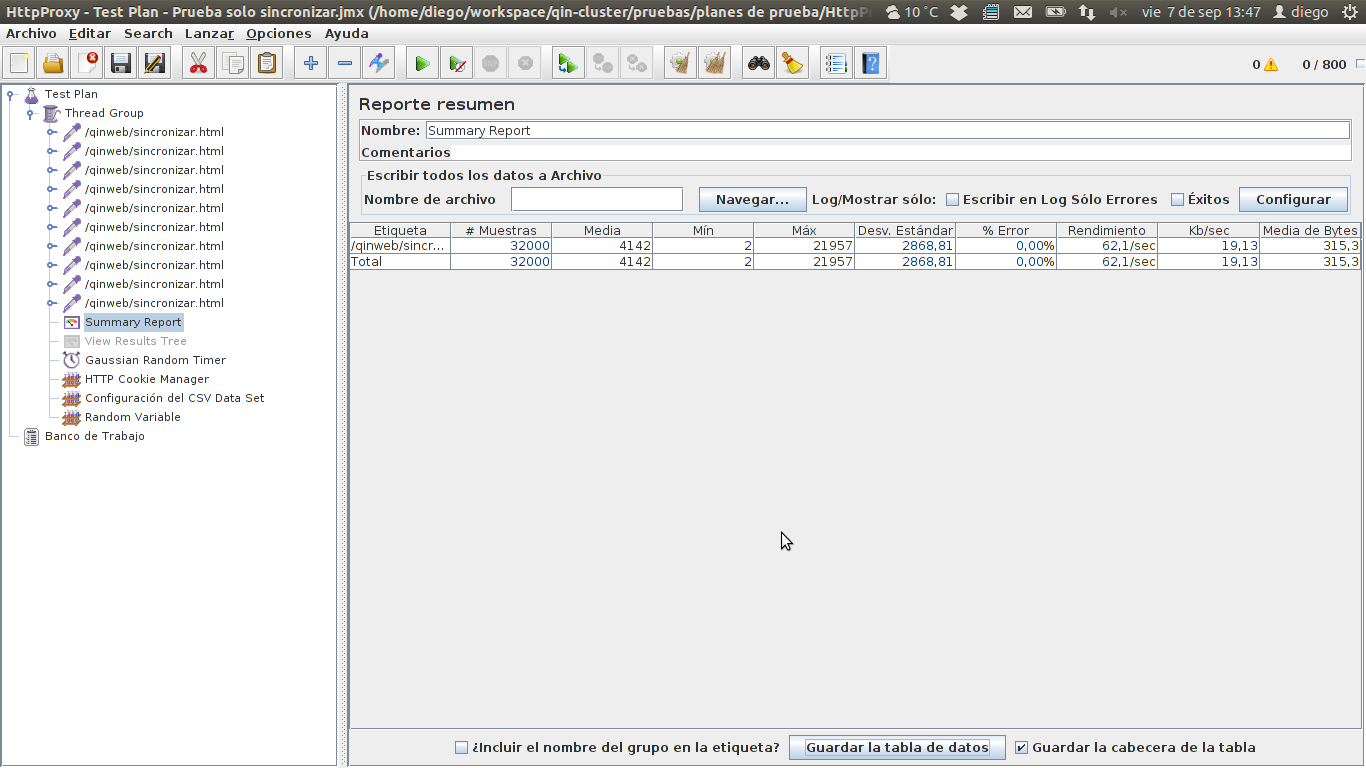 HttpProxy - Test Plan - Prueba solo sincronizar.jmx (/home/diego/workspace/qin-cluster/pruebas/planes de prueba/HttpP
10 °C
vie 7 de sep 13:47
diego
Archivo Editar Search Lanzar Opciones Ayuda
0
0 / 800
Test Plan
Thread Group
/qinweb/sincronizar.html
/qinweb/sincronizar.html
/qinweb/sincronizar.html
/qinweb/sincronizar.html
/qinweb/sincronizar.html
/qinweb/sincronizar.html
/qinweb/sincronizar.html
/qinweb/sincronizar.html
/qinweb/sincronizar.html
/qinweb/sincronizar.html
Summary Report
View Results Tree
Gaussian Random Timer
HTTP Cookie Manager
Configuración del CSV Data Set
Random Variable
Banco de Trabajo
Reporte resumen
Nombre: Summary Report
Comentarios
Escribir todos los datos a Archivo
Nombre de archivo Navegar... Log/Mostrar sólo: Escribir en Log Sólo Errores Éxitos Configurar
Etiqueta # Muestras Media Mín Máx Desv. Estándar % Error Rendimiento Kb/sec Media de Bytes
/qinweb/sincr... 32000 4142 2 21957 2868,81 0,00% 62,1/sec 19,13 315,3
Total 32000 4142 2 21957 2868,81 0,00% 62,1/sec 19,13 315,3
¿Incluir el nombre del grupo en la etiqueta? Guardar la tabla de datos Guardar la cabecera de la tabla